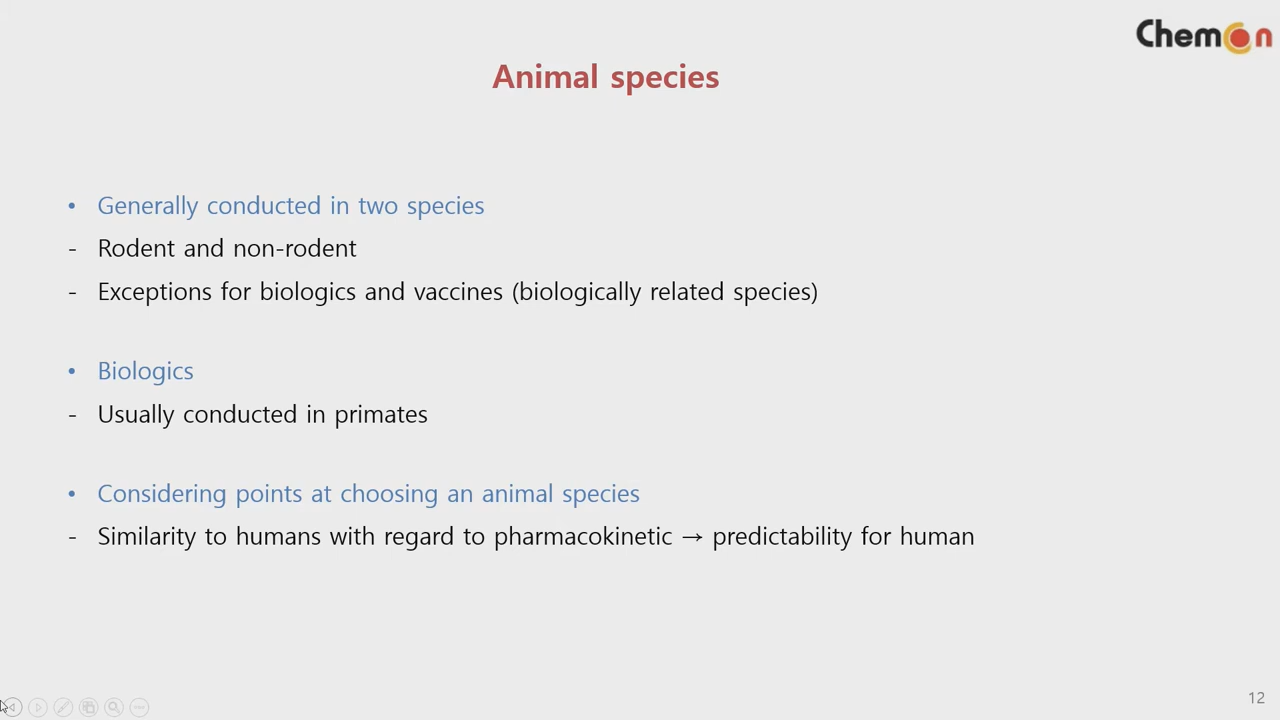 ChemOn
Animal species
• Generally conducted in two species
- Rodent and non-rodent
- Exceptions for biologics and vaccines (biologically related species)
• Biologics
- Usually conducted in primates
• Considering points at choosing an animal species
- Similarity to humans with regard to pharmacokinetic → predictability for human
12